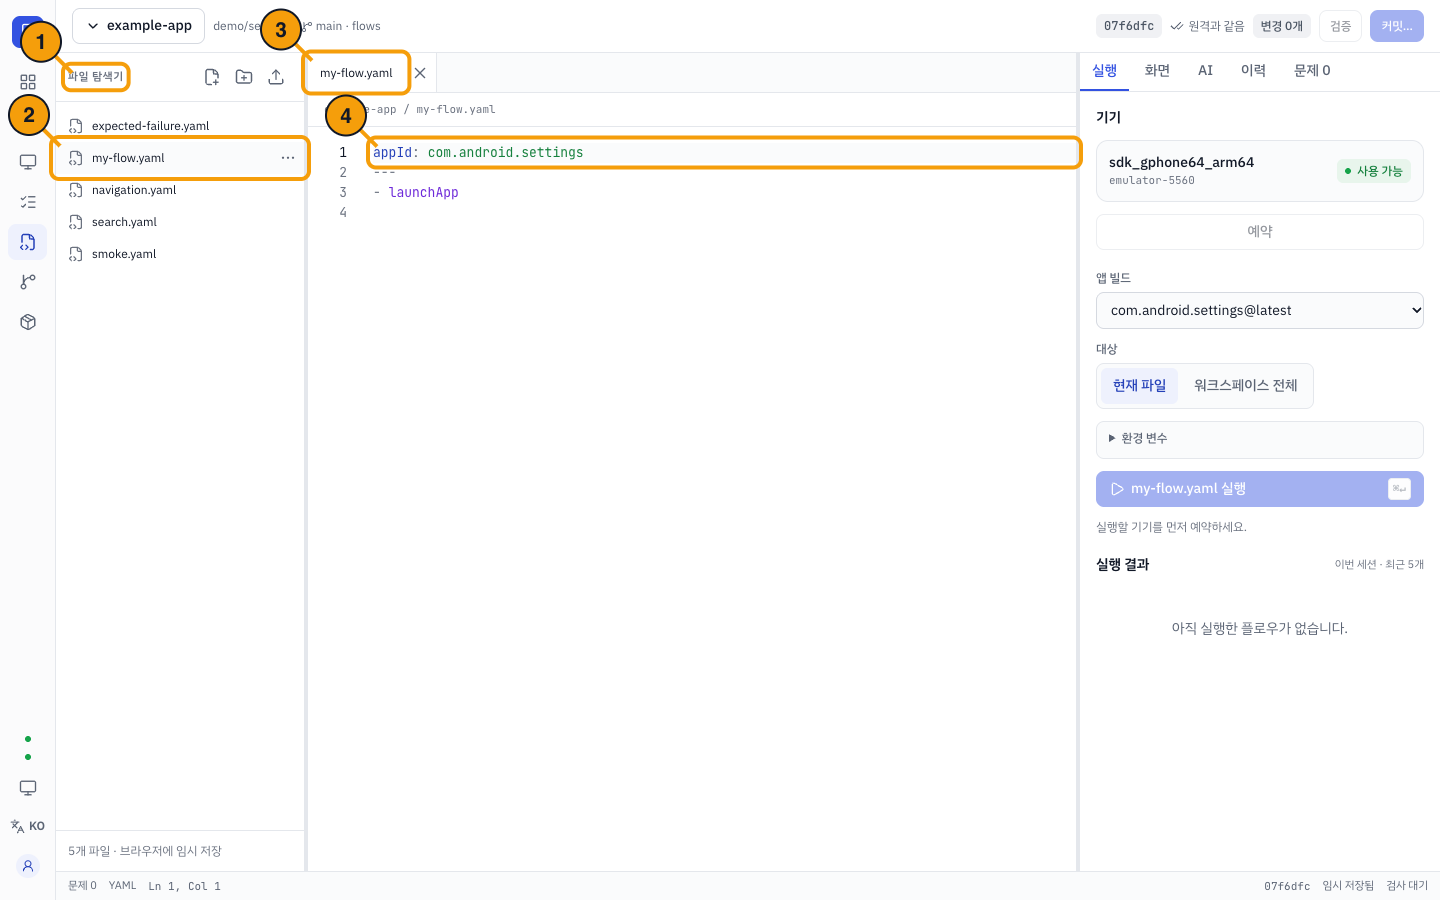 example-app
demo/se
main · flows
07f6dfc
원격과 같음
변경 0개
검증
커밋...
1
2
3
4
파일 탐색기
expected-failure.yaml
my-flow.yaml
navigation.yaml
search.yaml
smoke.yaml
5개 파일 · 브라우저에 임시 저장
KO
my-flow.yaml
e-app / my-flow.yaml
1 appId: com.android.settings
2 ---
3 - launchApp
4
실행
화면
AI
이력
문제 0
기기
sdk_gphone64_arm64
emulator-5560
사용 가능
예약
앱 빌드
com.android.settings@latest
대상
현재 파일
워크스페이스 전체
환경 변수
my-flow.yaml 실행
⌘↵
실행할 기기를 먼저 예약하세요.
실행 결과
이번 세션 · 최근 5개
아직 실행한 플로우가 없습니다.
문제 0
YAML
Ln 1, Col 1
07f6dfc
임시 저장됨
검사 대기